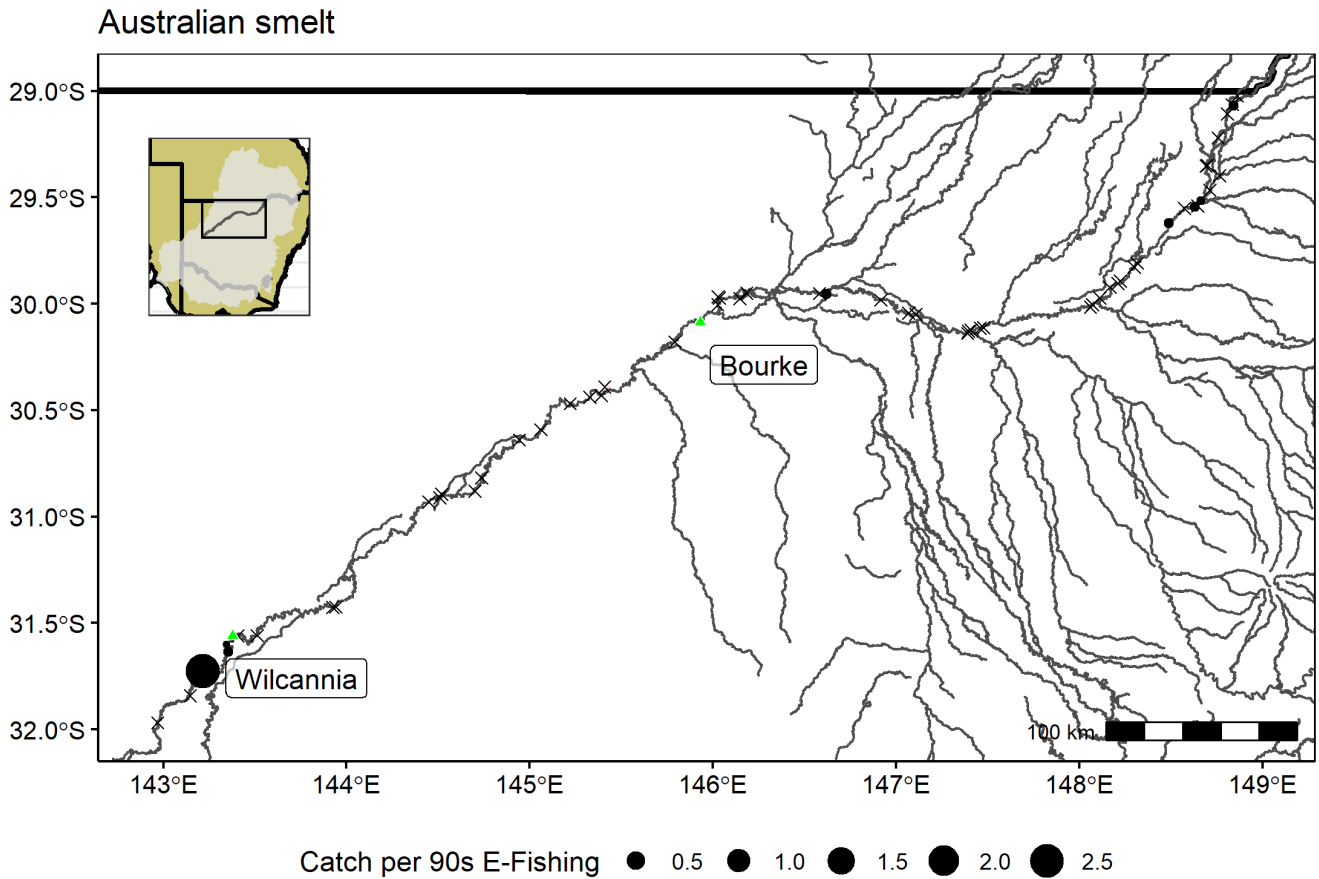 Australian smelt
29.0°S
29.5°S
30.0°S
30.5°S
31.0°S
31.5°S
32.0°S
Bourke
Wilcannia
100 km
143°E 144°E 145°E 146°E 147°E 148°E 149°E
Catch per 90s E-Fishing 0.5 1.0 1.5 2.0 2.5